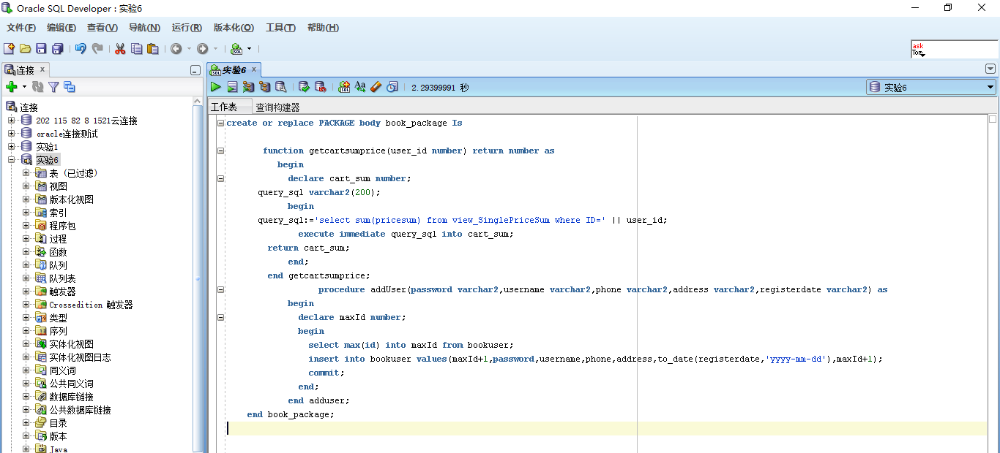 Oracle SQL Developer : 实验6
文件(F) 编辑(E) 查看(V) 导航(N) 运行(R) 版本化(O) 工具(T) 帮助(H)
ask
Tom
连接 x
实验6 x
2.29399991 秒
实验6
工作表 查询构建器
连接
202 115 82 8 1521云连接
oracle连接测试
实验1
实验6
表 (已过滤)
视图
版本化视图
索引
程序包
过程
函数
队列
队列表
触发器
Crossedition 触发器
类型
序列
实体化视图
实体化视图日志
同义词
公共同义词
数据库链接
公共数据库链接
目录
版本
Java
create or replace PACKAGE body book_package Is
function getcartsumprice(user_id number) return number as
begin
declare cart_sum number;
query_sql varchar2(200);
begin
query_sql:='select sum(pricesum) from view_SinglePriceSum where ID=' || user_id;
execute immediate query_sql into cart_sum;
return cart_sum;
end;
end getcartsumprice;
procedure addUser(password varchar2,username varchar2,phone varchar2,address varchar2,registerdate varchar2) as
begin
declare maxId number;
begin
select max(id) into maxId from bookuser;
insert into bookuser values(maxId+1,password,username,phone,address,to_date(registerdate,'yyyy-mm-dd'),maxId+1);
commit;
end;
end adduser;
end book_package;